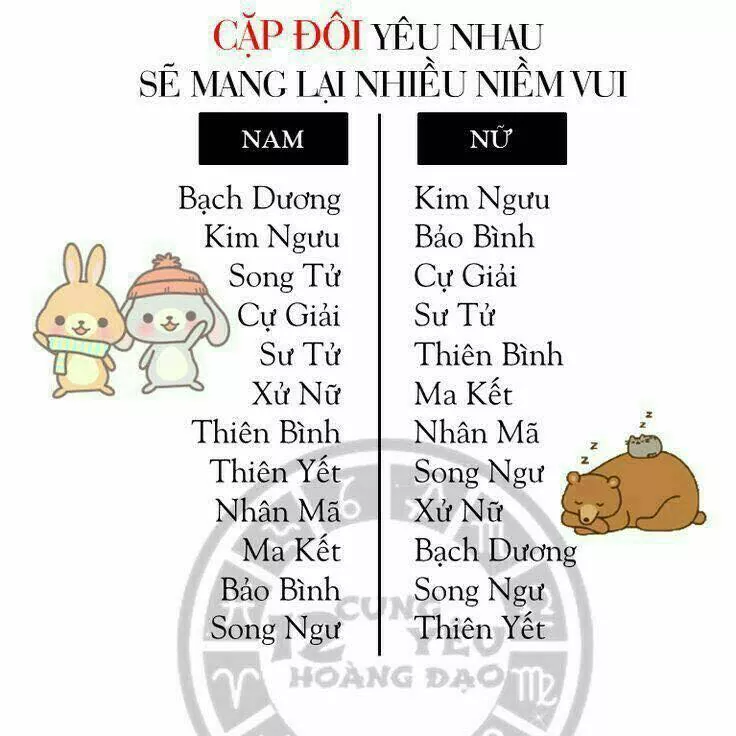 CẶP ĐÔI YÊU NHAU
SẼ MANG LẠI NHIỀU NIỀM VUI
NAM NỮ
Bạch Dương Kim Ngưu
Kim Ngưu Bảo Bình
Song Tử Cự Giải
Cự Giải Sư Tử
Sư Tử Thiên Bình
Xử Nữ Ma Kết
Thiên Bình Nhân Mã
Thiên Yết Song Ngư
Nhân Mã Xử Nữ
Ma Kết Bạch Dương
Bảo Bình Song Ngư
Song Ngư Thiên Yết
z
z
z
z
CUNG
12 YÊU
HOÀNG ĐẠO